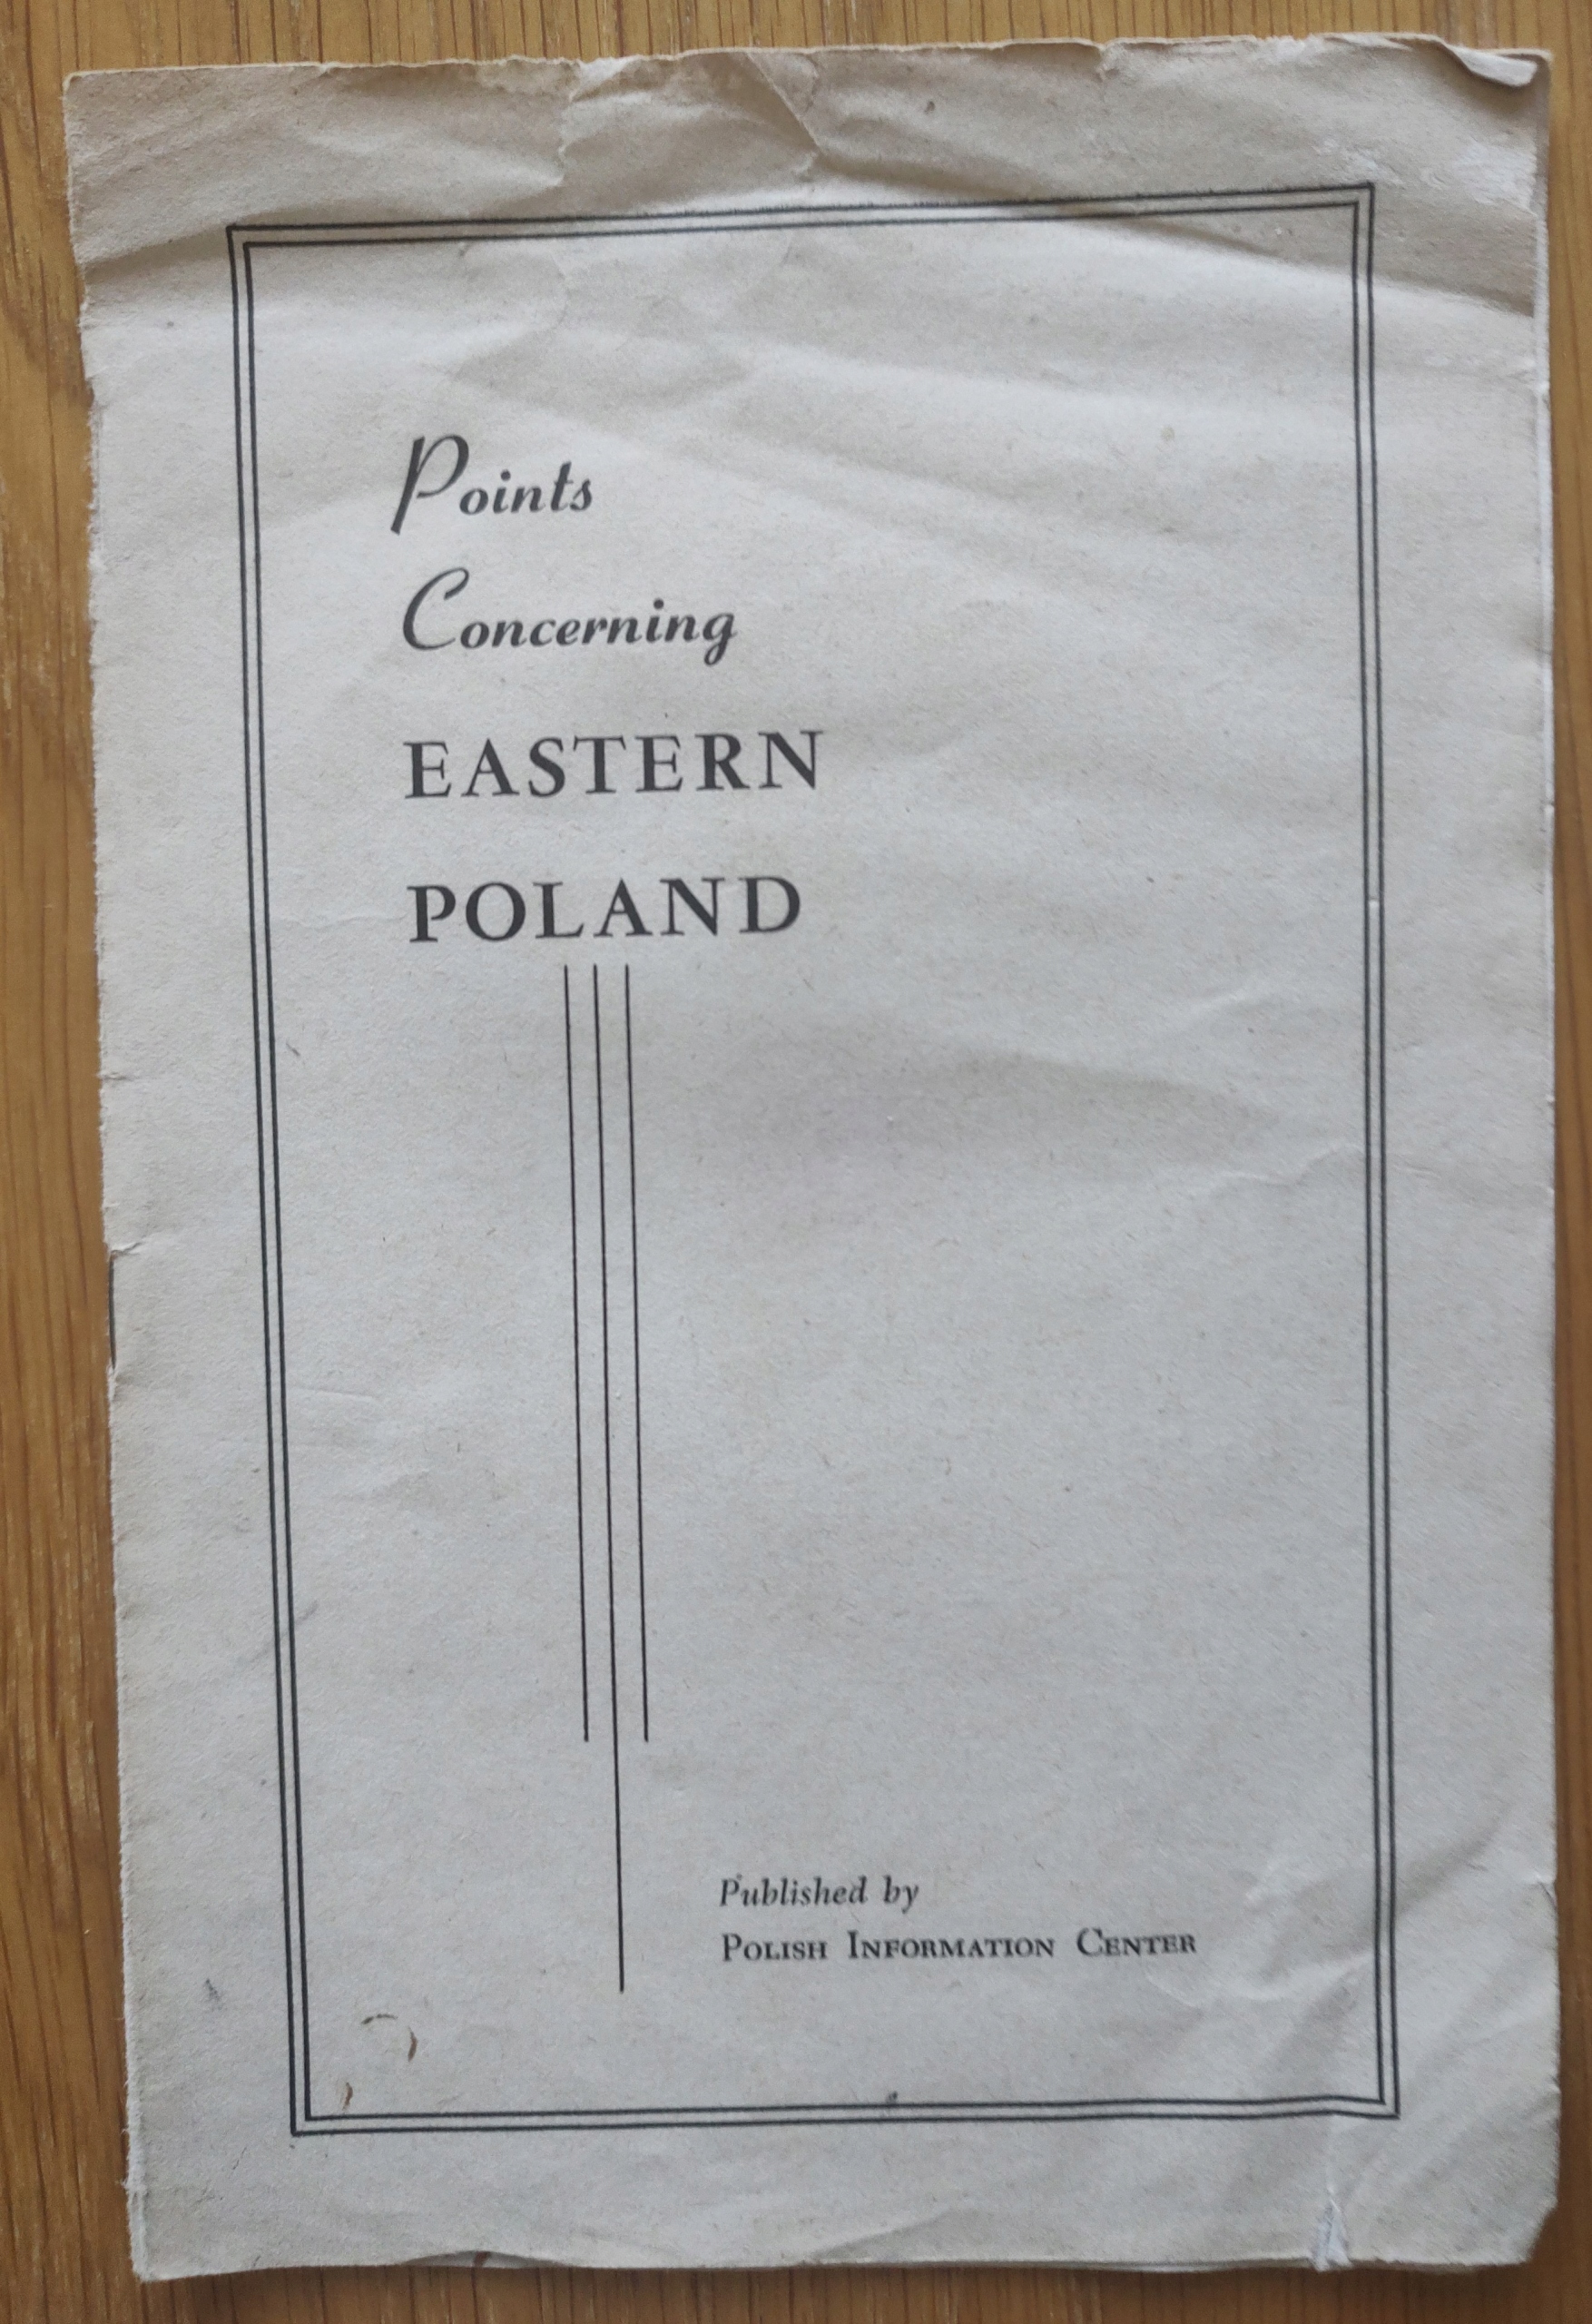 Points
Concerning
EASTERN
POLAND
Published by
POLISH INFORMATION CENTER